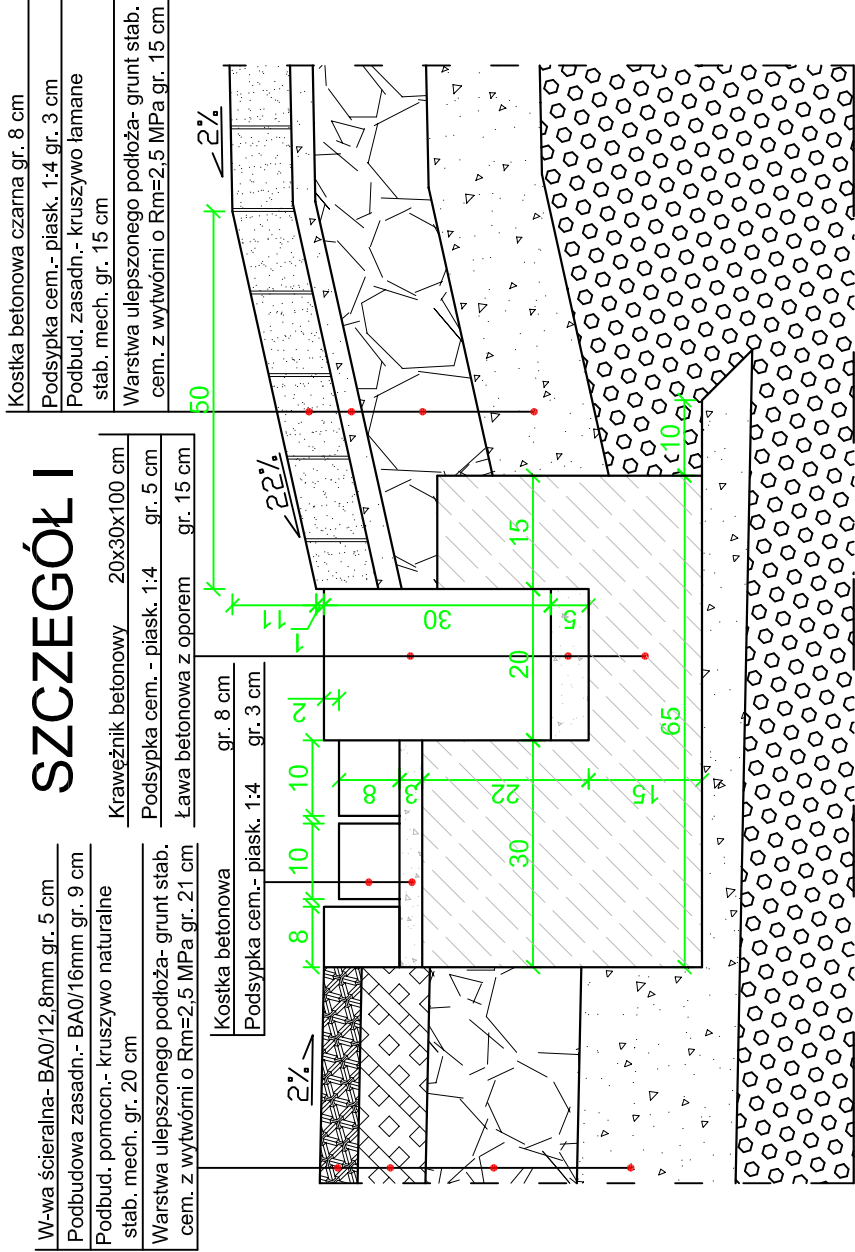 SZCZEGÓŁ I
W-wa ścieralna- BA0/12,8mm gr. 5 cm
Podbudowa zasadn.- BA0/16mm gr. 9 cm
Podbud. pomocn.- kruszywo naturalne
stab. mech. gr. 20 cm
Warstwa ulepszonego podłoża- grunt stab.
cem. z wytwórni o Rm=2,5 MPa gr. 21 cm
Kostka betonowa gr. 8 cm
Podsypka cem.- piask. 1:4 gr. 3 cm
Krawężnik betonowy 20x30x100 cm
Podsypka cem. - piask. 1:4 gr. 5 cm
Ława betonowa z oporem gr. 15 cm
Kostka betonowa czarna gr. 8 cm
Podsypka cem.- piask. 1:4 gr. 3 cm
Podbud. zasadn.- kruszywo łamane
stab. mech. gr. 15 cm
Warstwa ulepszonego podłoża- grunt stab.
cem. z wytwórni o Rm=2,5 MPa gr. 15 cm
2%
22%
2%
50
8
10
10
2
1
11
8
3
22
15
30
5
30
20
15
65
10